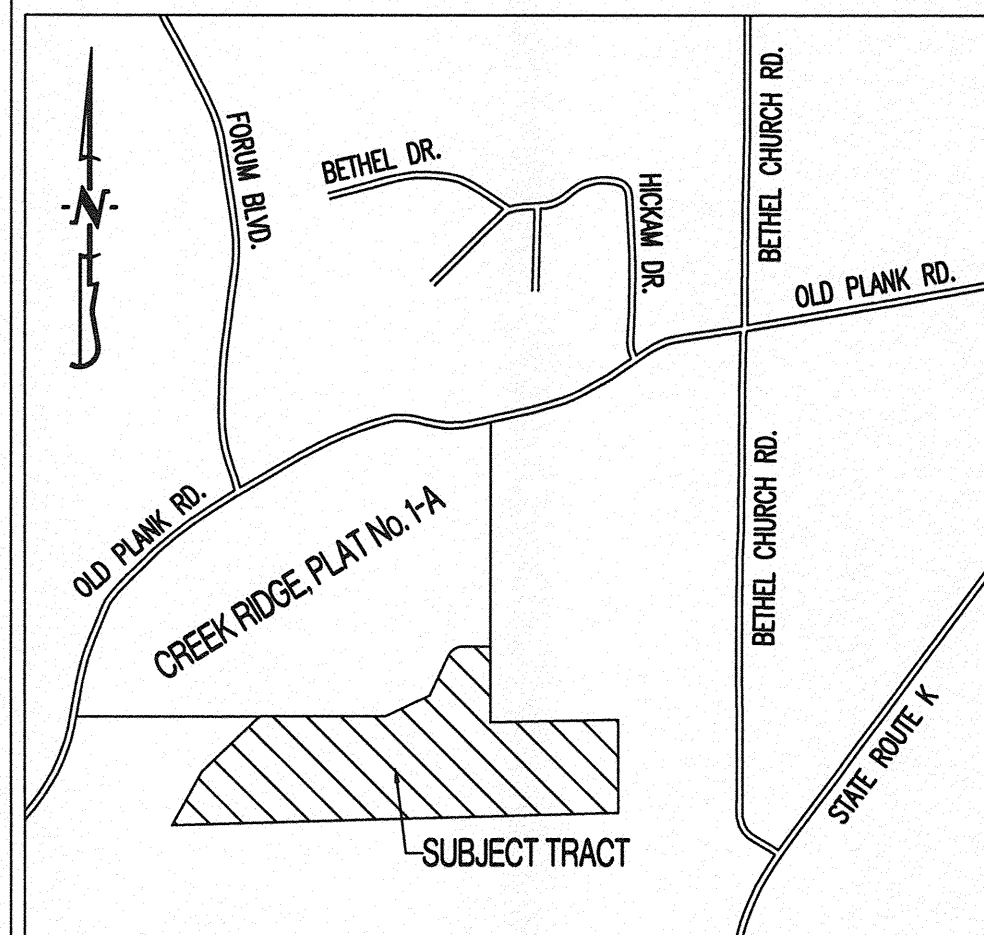 FORUM BLVD.
BETHEL DR.
HICKAM DR.
BETHEL CHURCH RD.
N
OLD PLANK RD.
OLD PLANK RD.
CREEK RIDGE, PLAT No. 1-A
BETHEL CHURCH RD.
STATE ROUTE K
SUBJECT TRACT